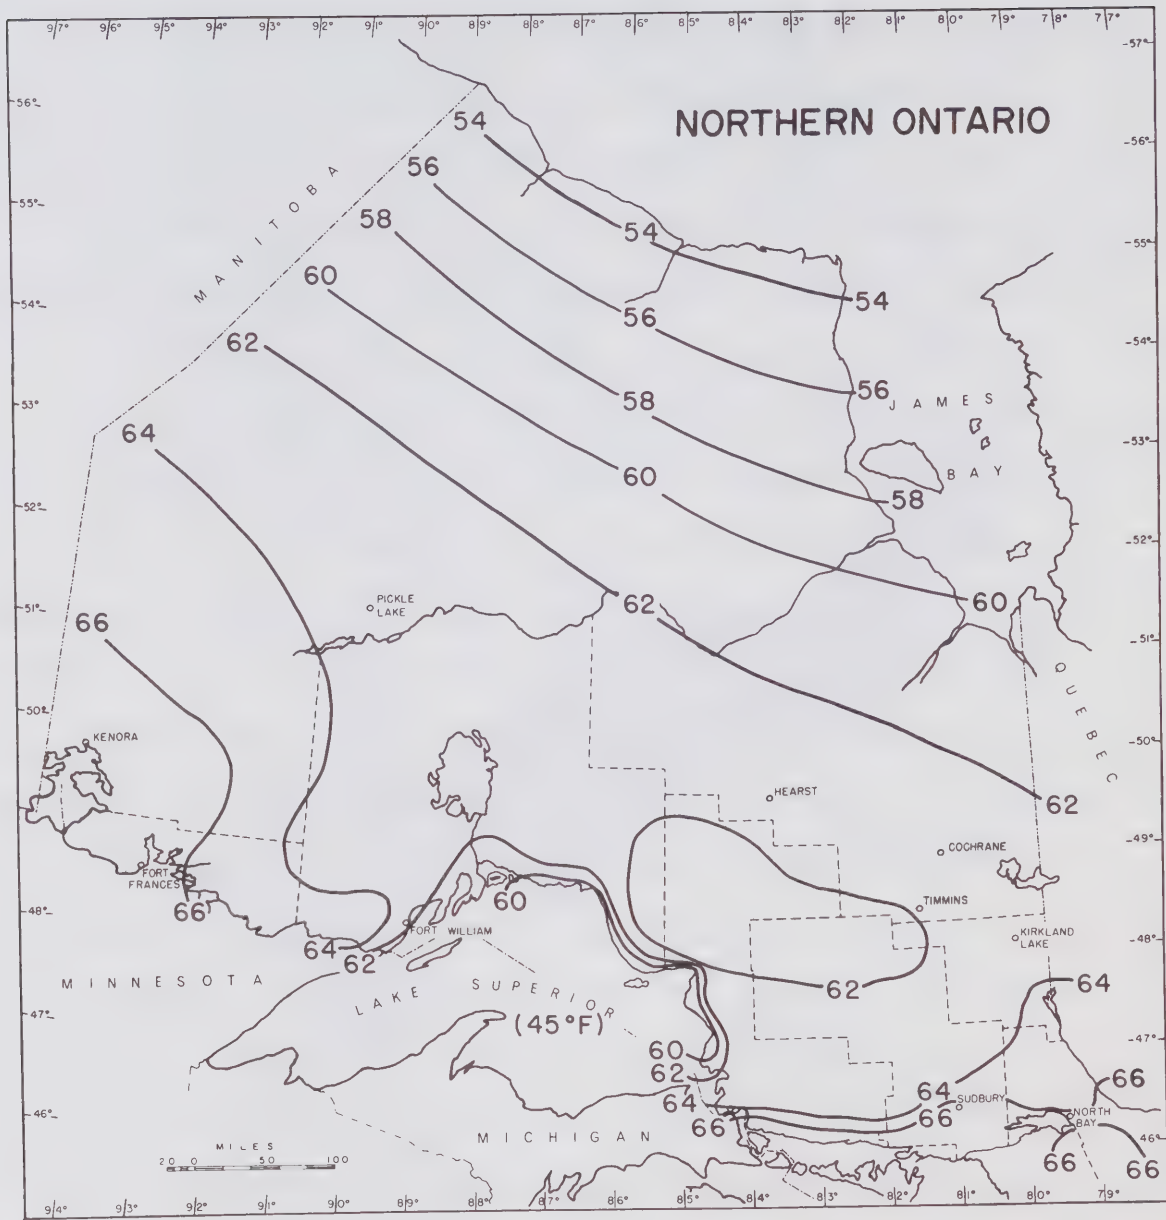 97° 96° 95° 94° 93° 92° 91° 90° 89° 88° 87° 86° 85° 84° 83° 82° 81° 80° 79° 78° 77°
-57°
56°
NORTHERN ONTARIO
54
-56°
56
MANITOBA
55°
58
54
-55°
60
54°
54
56
62
-54°
56
53°
58
JAMES
64
-53°
60
BAY
52°
58
-52°
51°
PICKLE
LAKE
62
60
66
-51°
QUEBEC
50°
KENORA
-50°
HEARST
62
-49°
COCHRANE
FORT
FRANCES
60
TIMMINS
48°
66
FORT WILLIAM
KIRKLAND
LAKE
-48°
64
62
MINNESOTA
62
64
LAKE SUPERIOR
(45°F)
47°
-47°
60
62
66
64
64
SUDBURY
46°
66
66
NORTH
BAY
MICHIGAN
46°
MILES
66
66
20 0 50 100
94° 93° 92° 91° 90° 89° 88° 87° 86° 85° 84° 83° 82° 81° 80° 79°